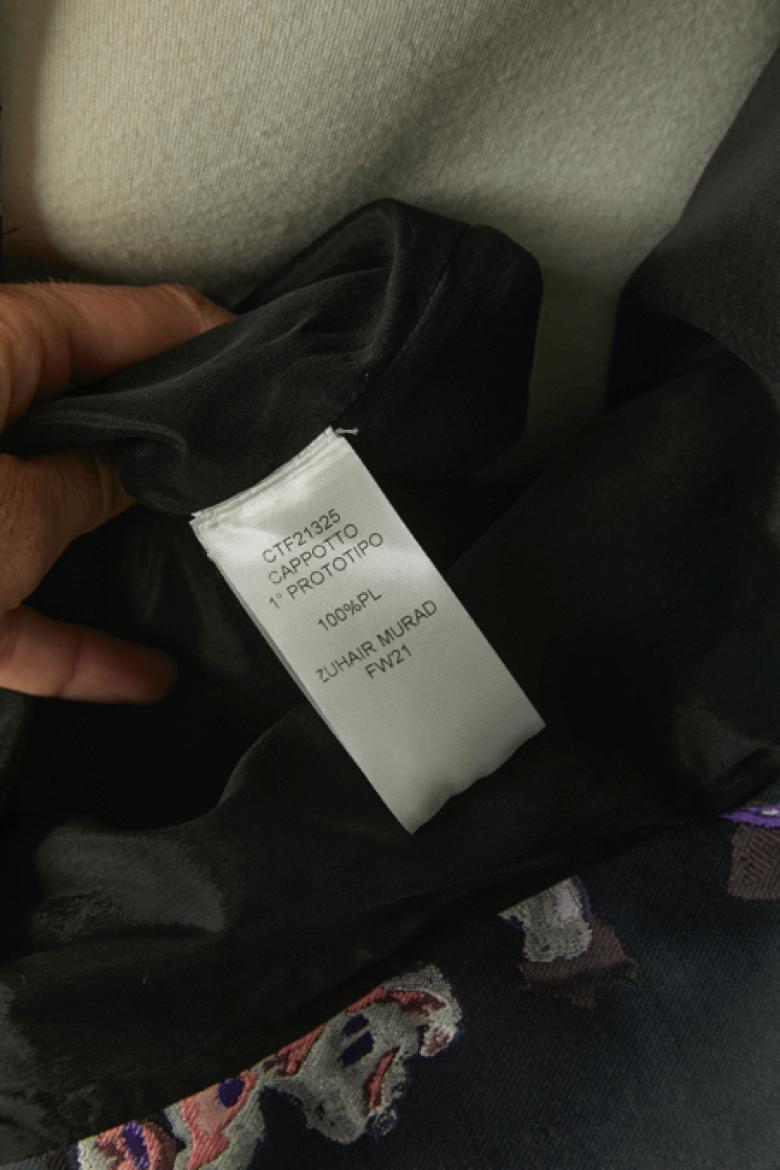 CTF21325
CAPPOTTO
1° PROTOTIPO
100%PL
ZUHAIR MURAD
FW21